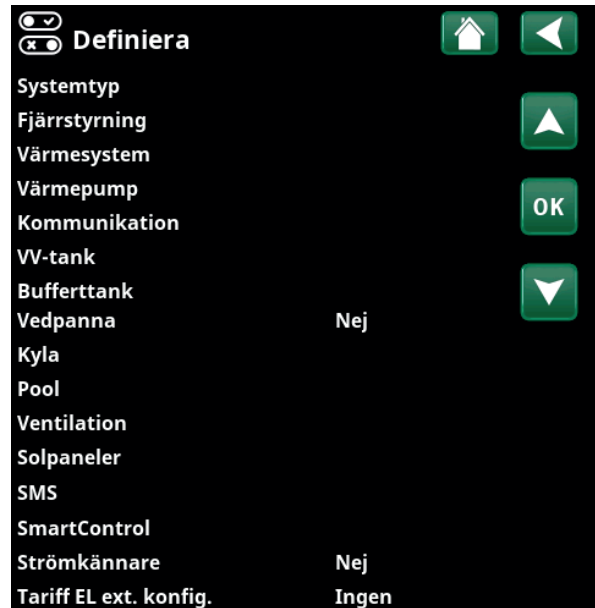 Definiera
Systemtyp
Fjärrstyrning
Värmesystem
OK
Värmepump
Kommunikation
VV-tank
Bufferttank
Vedpanna Nej
Kyla
Pool
Ventilation
Solpaneler
SMS
SmartControl
Strömkännare Nej
Tariff EL ext. konfig. Ingen